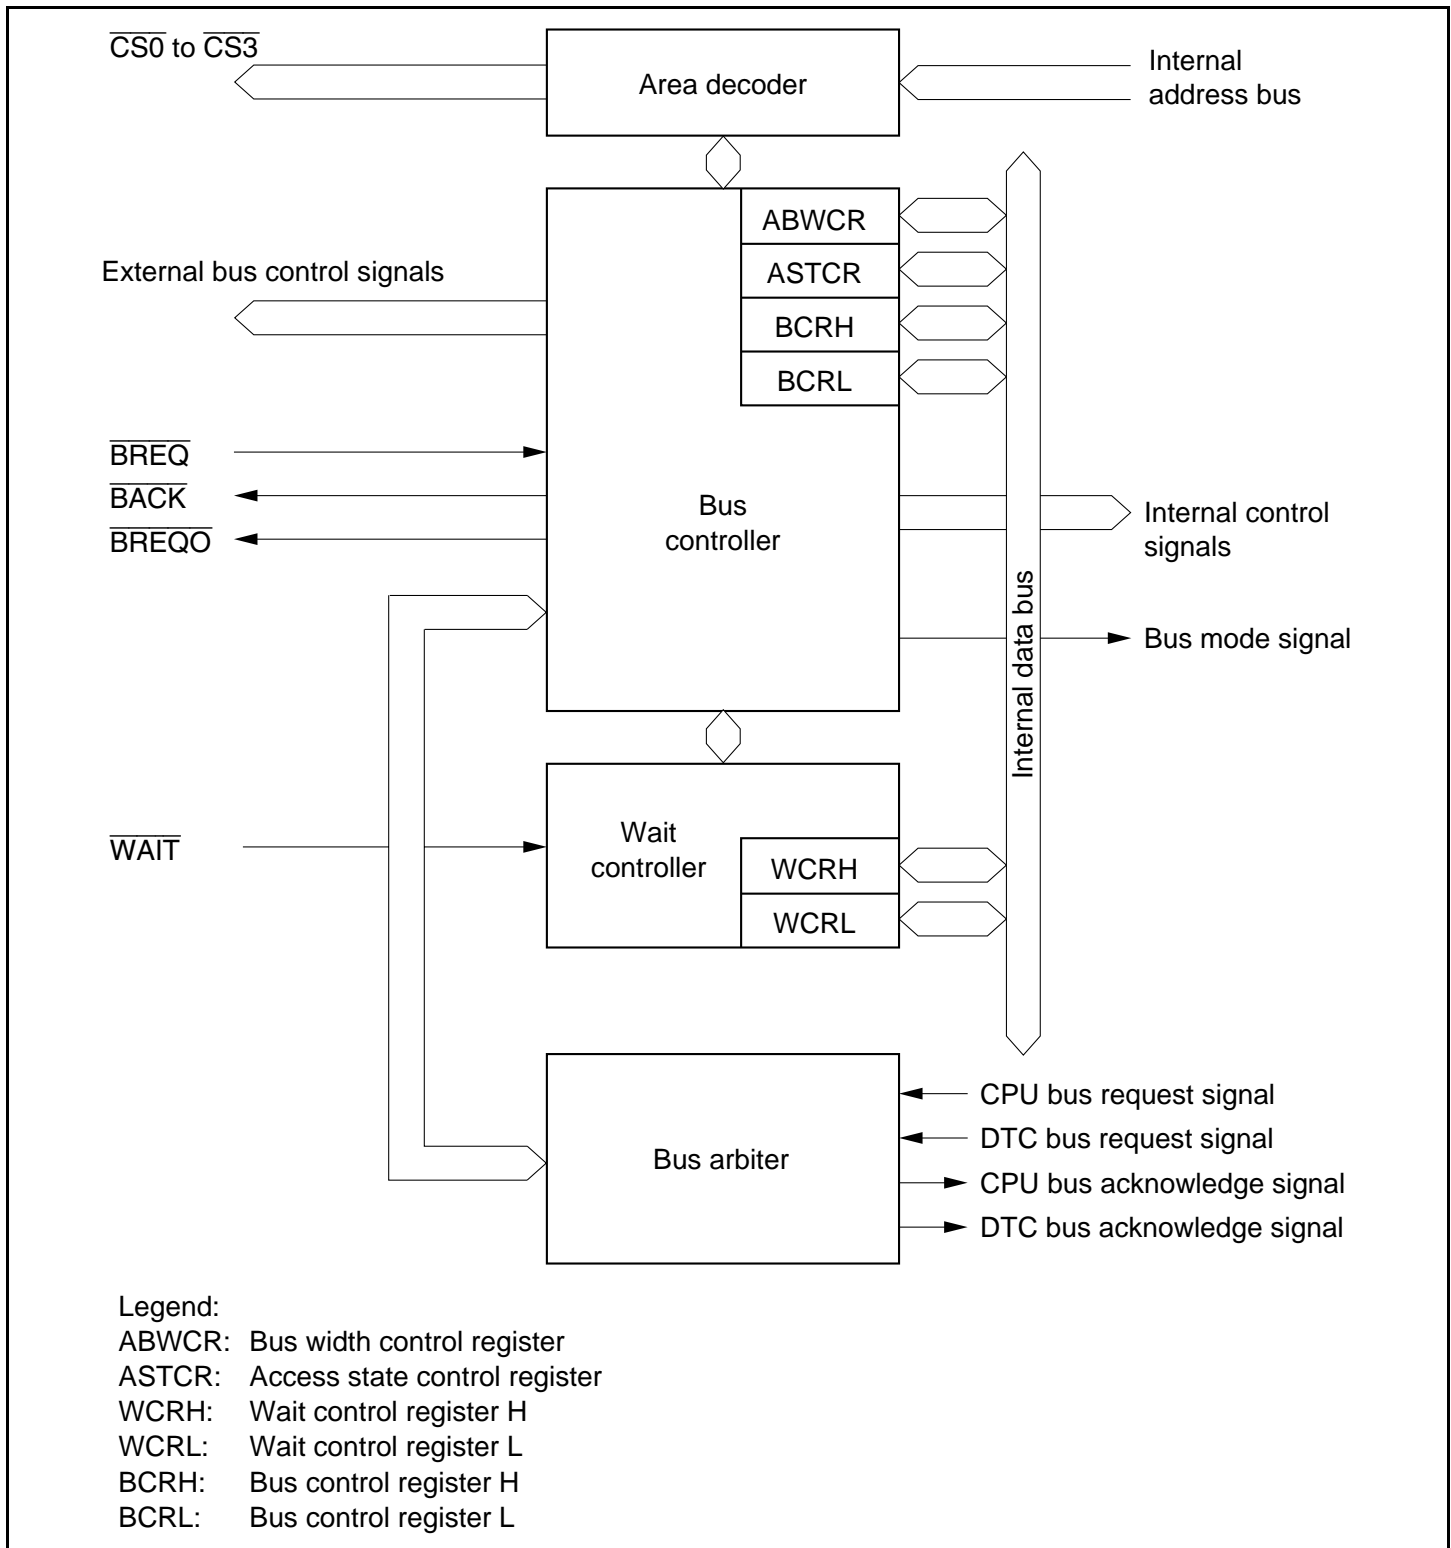 CS0 to CS3
Area decoder
Internal
address bus
ABWCR
ASTCR
BCRH
BCRL
External bus control signals
BREQ
BACK
BREQO
Bus
controller
Internal control
signals
Bus mode signal
Internal data bus
WAIT
Wait
controller
WCRH
WCRL
Bus arbiter
CPU bus request signal
DTC bus request signal
CPU bus acknowledge signal
DTC bus acknowledge signal
Legend:
ABWCR: Bus width control register
ASTCR: Access state control register
WCRH: Wait control register H
WCRL: Wait control register L
BCRH: Bus control register H
BCRL: Bus control register L